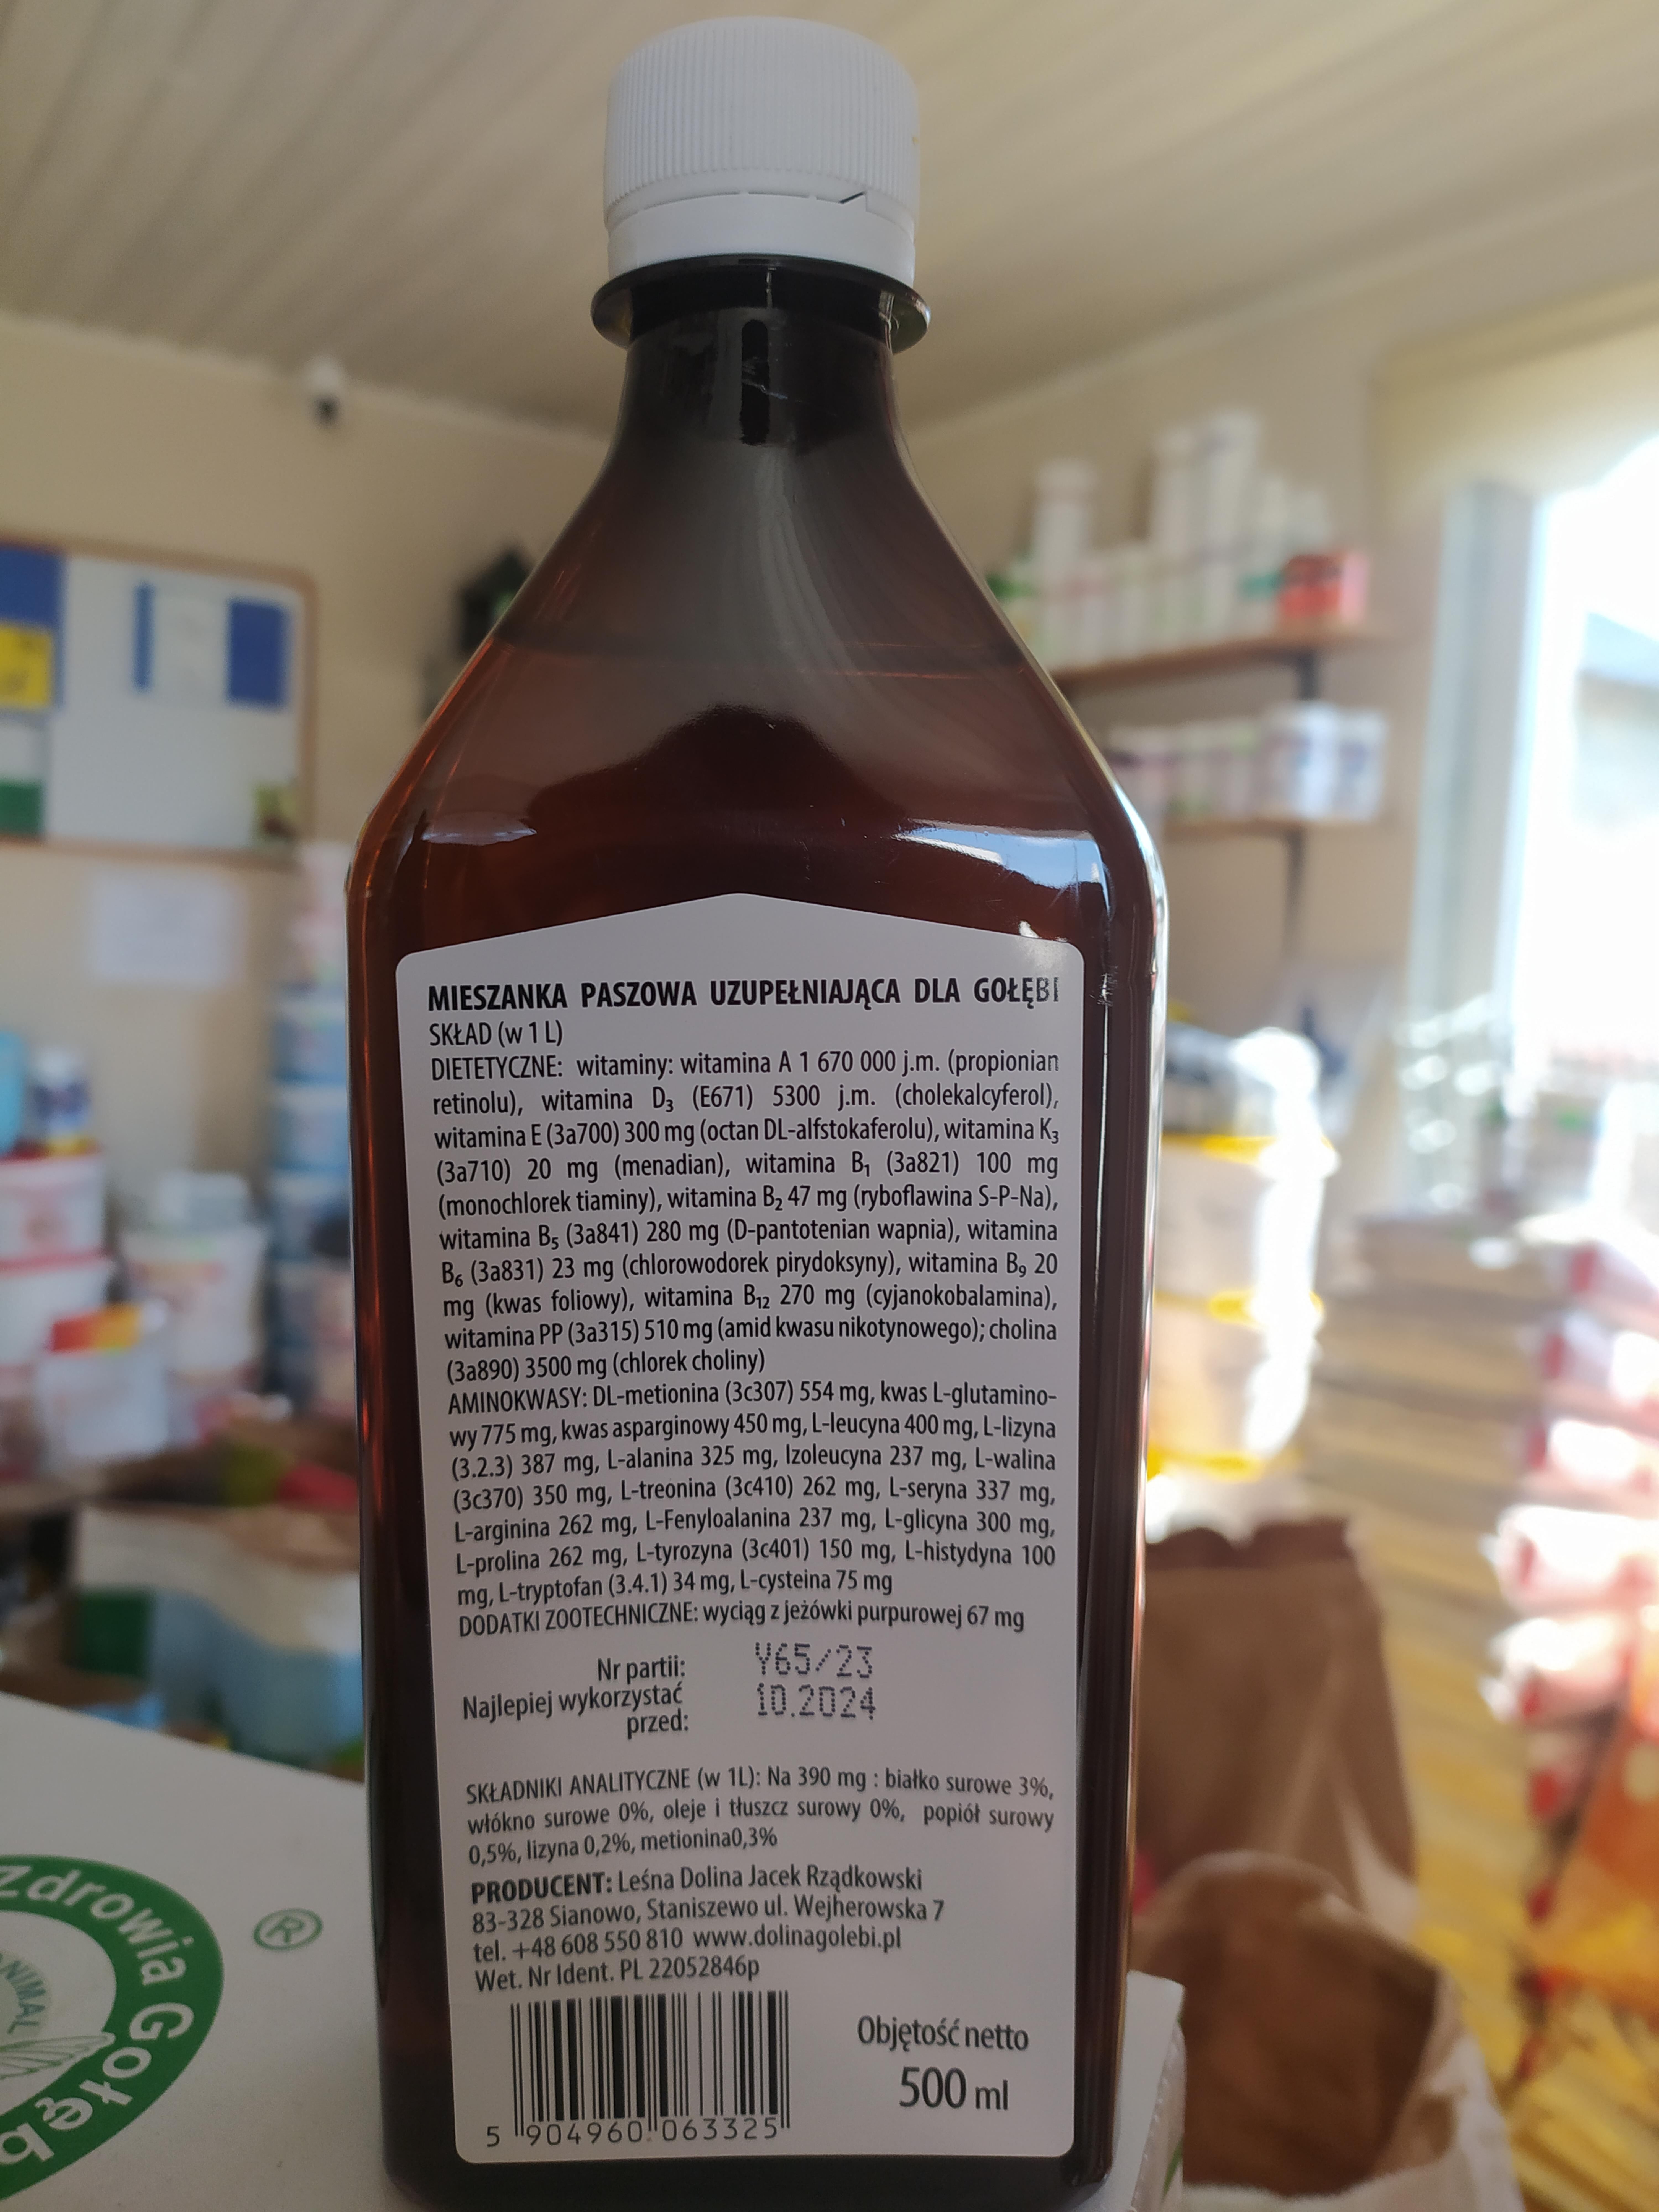 MIESZANKA PASZOWA UZUPEŁNIAJĄCA DLA GOŁĘBI
SKŁAD (w 1 L)
DIETETYCZNE: witaminy: witamina A 1 670 000 j.m. (propionian
retinolu), witamina D₃ (E671) 5300 j.m. (cholekalcyferol),
witamina E (3a700) 300 mg (octan DL-alfstokaferolu), witamina K₃
(3a710) 20 mg (menadian), witamina B₁ (3a821) 100 mg
(monochlorek tiaminy), witamina B₂ 47 mg (ryboflawina S-P-Na),
witamina B₅ (3a841) 280 mg (D-pantotenian wapnia), witamina
B₆ (3a831) 23 mg (chlorowodorek pirydoksyny), witamina B₉ 20
mg (kwas foliowy), witamina B₁₂ 270 mg (cyjanokobalamina),
witamina PP (3a315) 510 mg (amid kwasu nikotynowego); cholina
(3a890) 3500 mg (chlorek choliny)
AMINOKWASY: DL-metionina (3c307) 554 mg, kwas L-glutamino-
wy 775 mg, kwas asparginowy 450 mg, L-leucyna 400 mg, L-lizyna
(3.2.3) 387 mg, L-alanina 325 mg, Izoleucyna 237 mg, L-walina
(3c370) 350 mg, L-treonina (3c410) 262 mg, L-seryna 337 mg,
L-arginina 262 mg, L-Fenyloalanina 237 mg, L-glicyna 300 mg,
L-prolina 262 mg, L-tyrozyna (3c401) 150 mg, L-histydyna 100
mg, L-tryptofan (3.4.1) 34 mg, L-cysteina 75 mg
DODATKI ZOOTECHNICZNE: wyciąg z jeżówki purpurowej 67 mg
Nr partii: Y65/23
Najlepiej wykorzystać 10.2024
przed:
SKŁADNIKI ANALITYCZNE (w 1L): Na 390 mg : białko surowe 3%,
włókno surowe 0%, oleje i tłuszcz surowy 0%, popiół surowy
0,5%, lizyna 0,2%, metionina0,3%
PRODUCENT: Leśna Dolina Jacek Rządkowski
83-328 Sianowo, Staniszewo ul. Wejherowska 7
tel. +48 608 550 810 www.dolinagolebi.pl
Wet. Nr Ident. PL 22052846p
Objętość netto
500 ml
5 904960 063325
Zdrowia Gołęb
ANIMAL
®